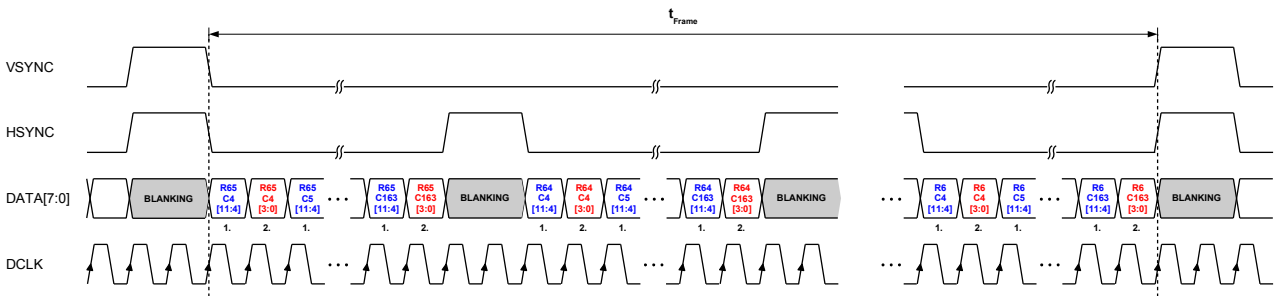 tFrame
VSYNC
HSYNC
DATA[7:0]
BLANKING
R65 C4 [11:4]
R65 C4 [3:0]
R65 C5 [11:4]
R65 C163 [11:4]
R65 C163 [3:0]
BLANKING
R64 C4 [11:4]
R64 C4 [3:0]
R64 C5 [11:4]
R64 C163 [11:4]
R64 C163 [3:0]
BLANKING
R6 C4 [11:4]
R6 C4 [3:0]
R6 C5 [11:4]
R6 C163 [11:4]
R6 C163 [3:0]
BLANKING
1. 2. 1. 1. 2. 1. 2. 1. 1. 2. 1. 2. 1. 1. 2.
DCLK